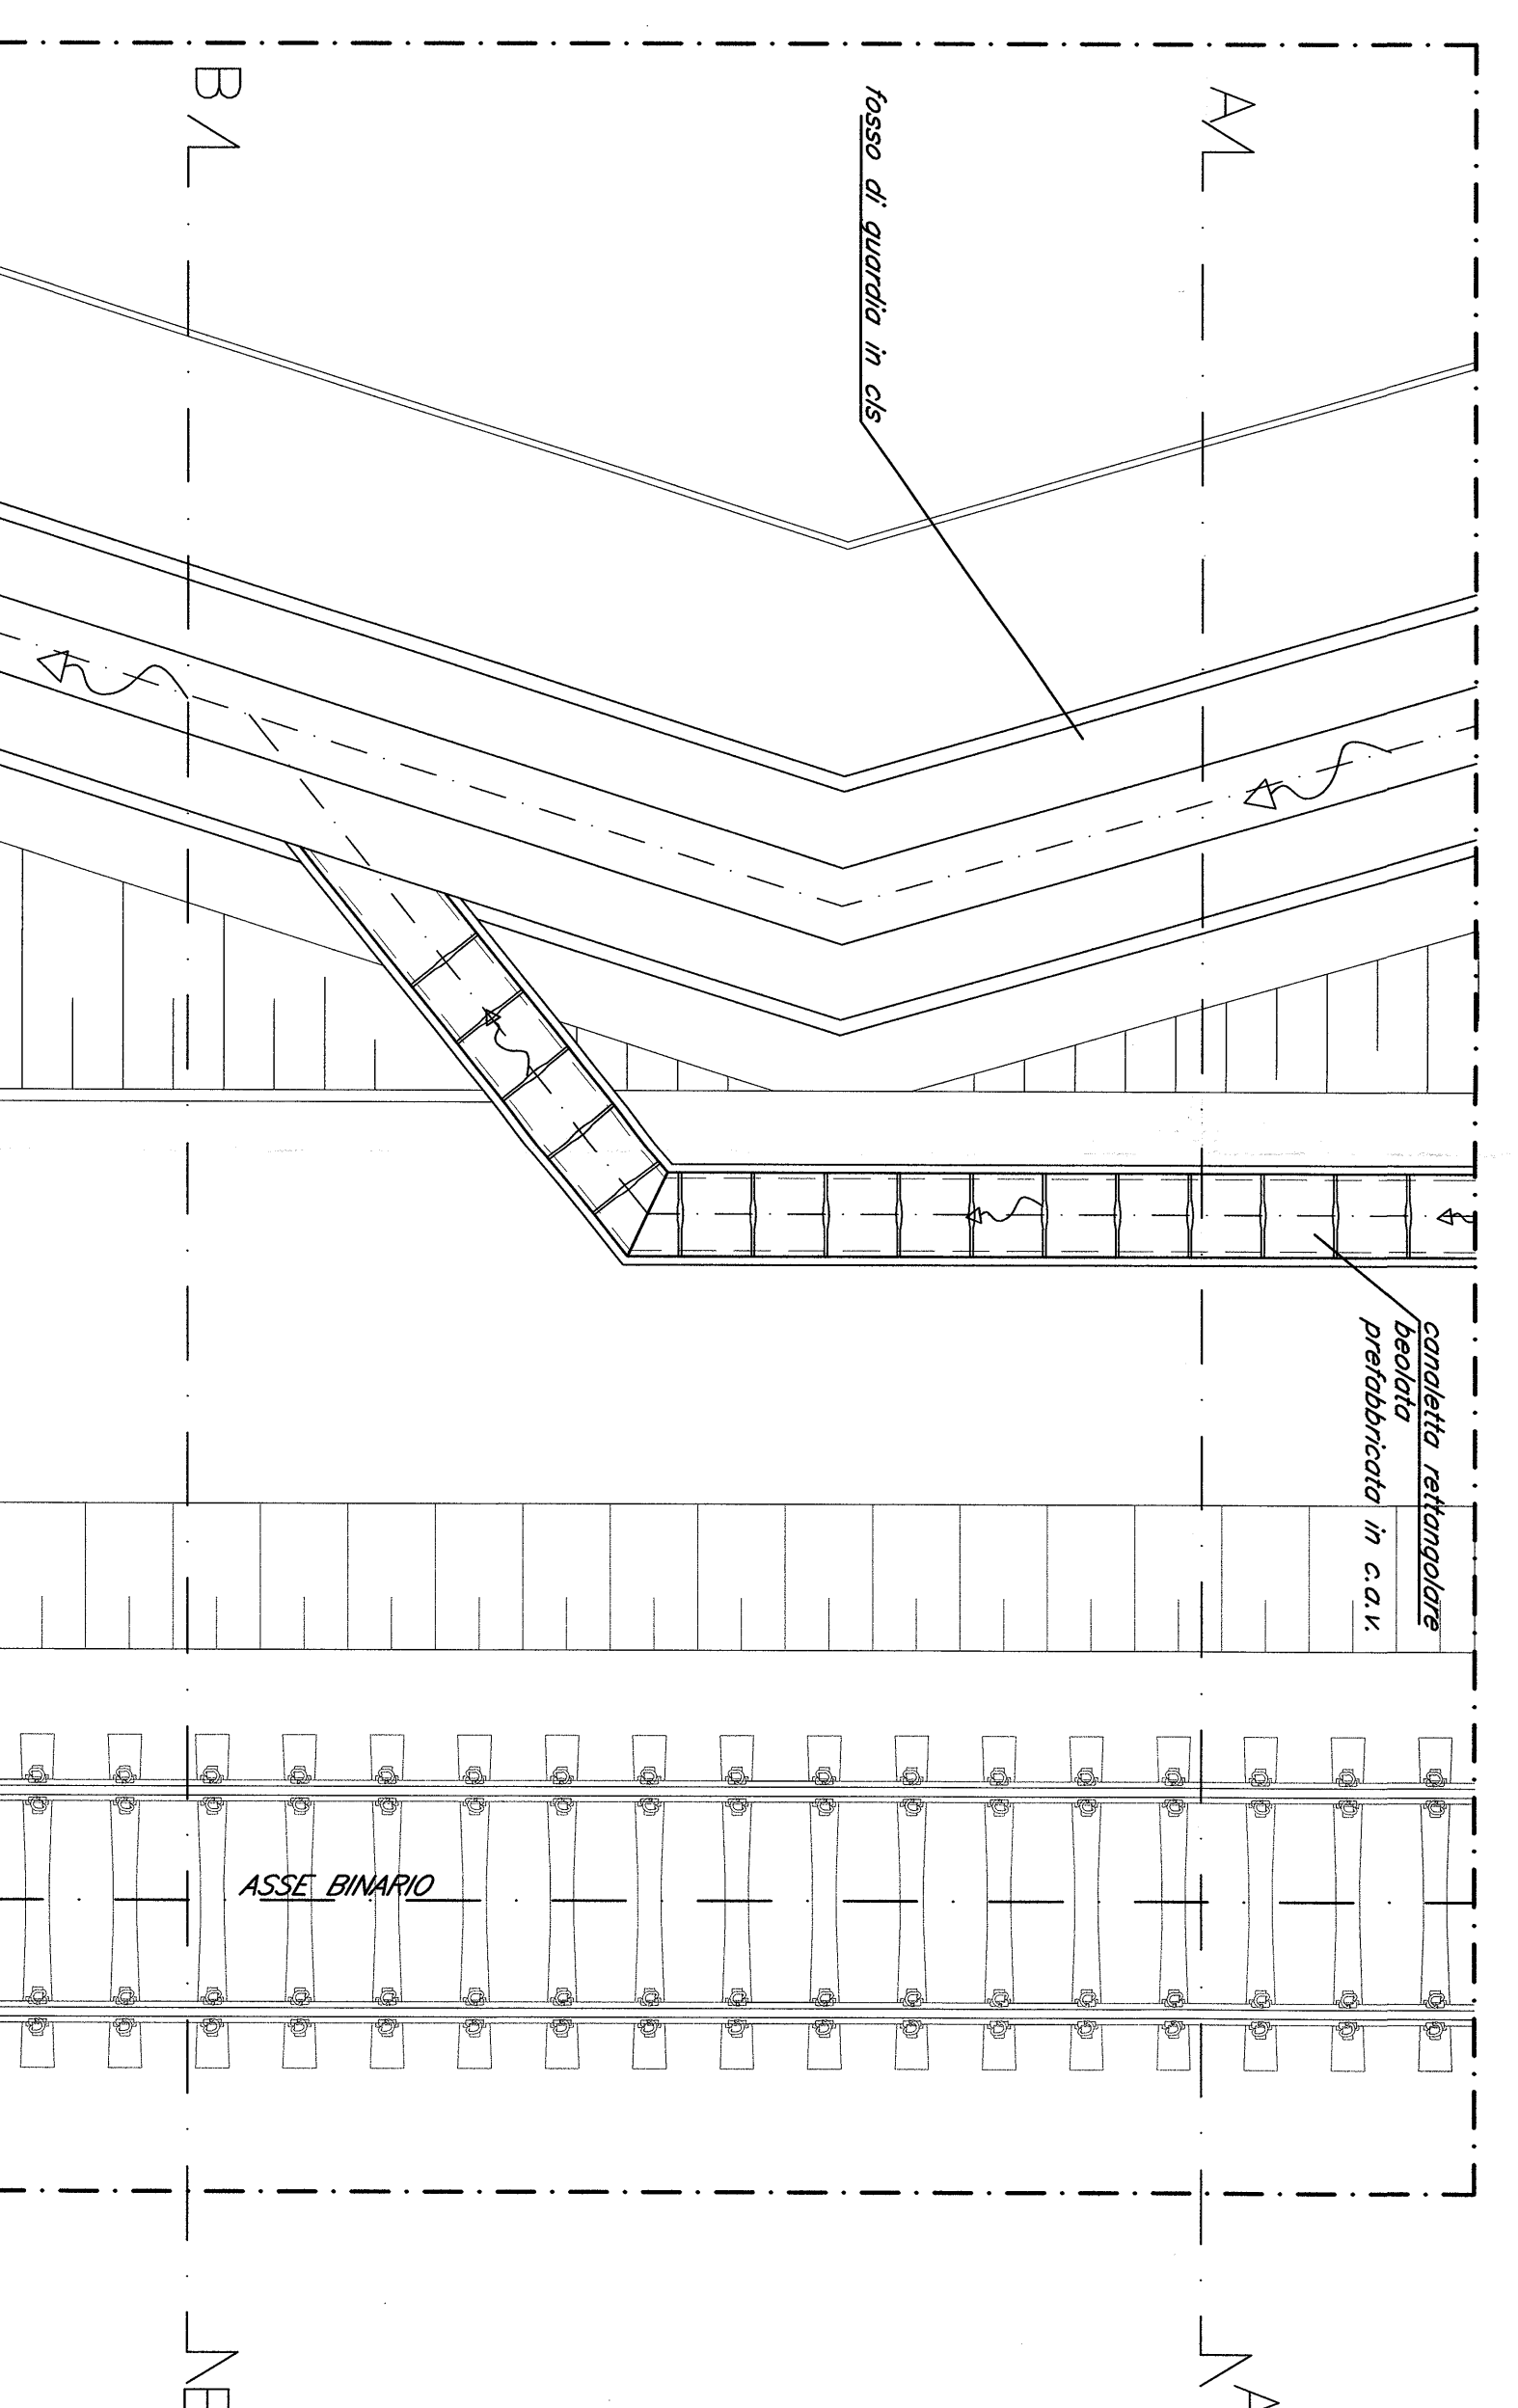 B
A
fosso di guardia in cls
canaletta rettangolare
beolata
prefabbricata in c.a.v.
ASSE BINARIO
B
A